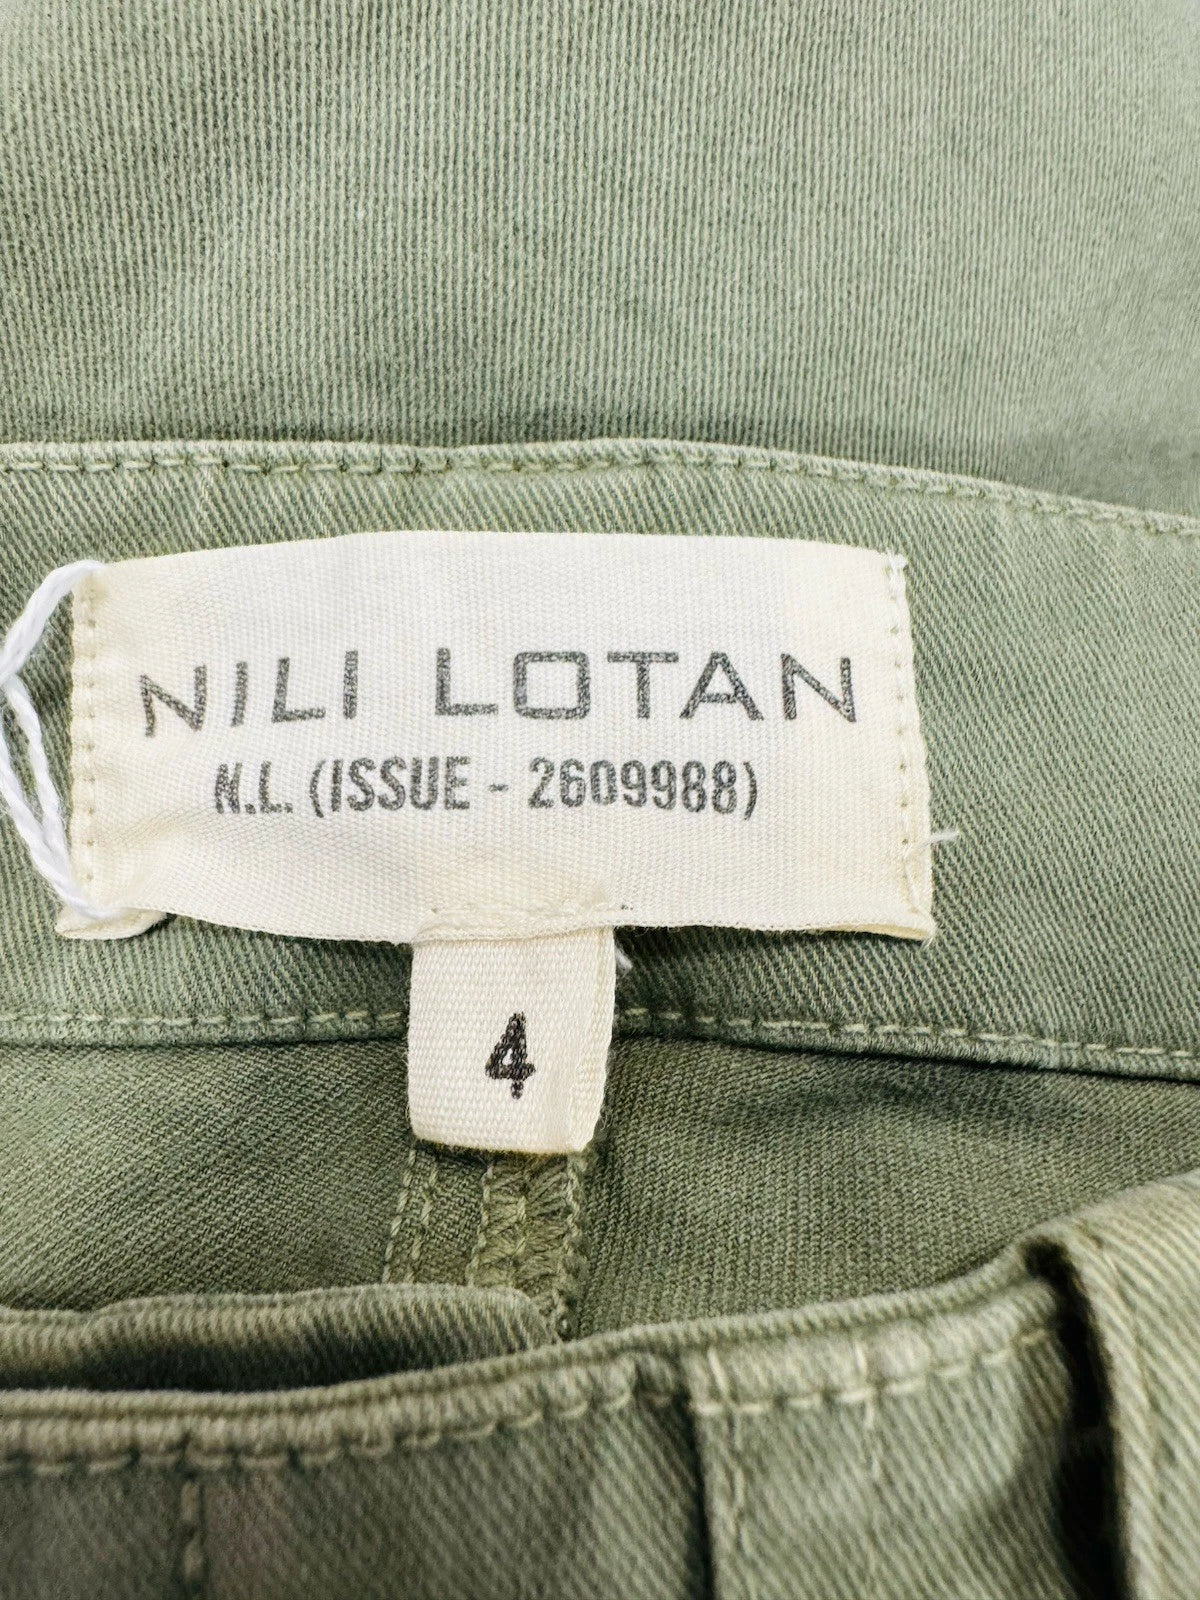 NILI LOTAN
N.L. (ISSUE - 2609988)
4